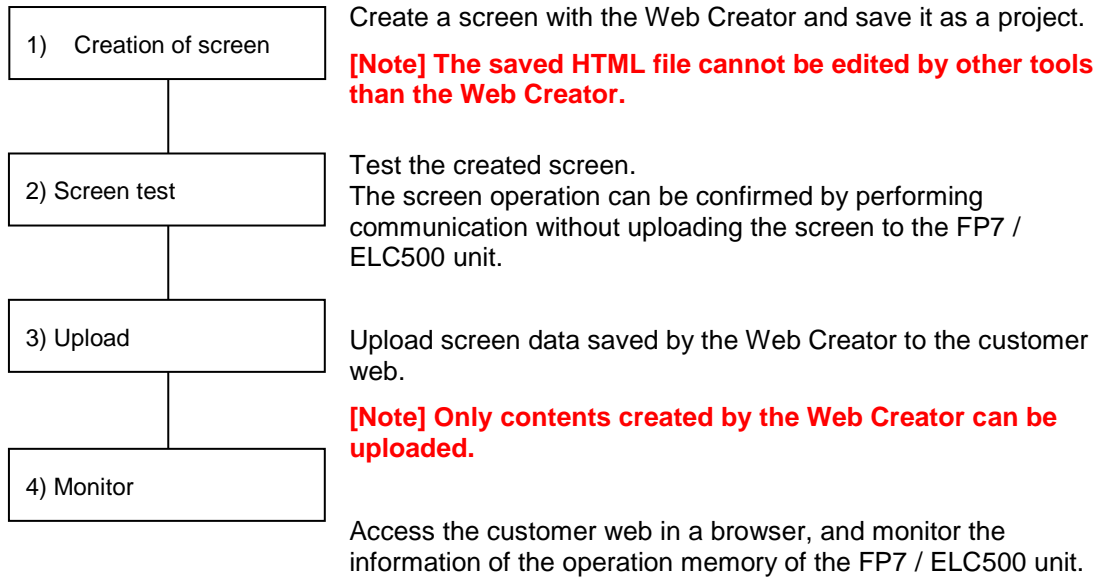 1) Creation of screen
Create a screen with the Web Creator and save it as a project.
[Note] The saved HTML file cannot be edited by other tools
than the Web Creator.
2) Screen test
Test the created screen.
The screen operation can be confirmed by performing
communication without uploading the screen to the FP7 /
ELC500 unit.
3) Upload
Upload screen data saved by the Web Creator to the customer
web.
[Note] Only contents created by the Web Creator can be
uploaded.
4) Monitor
Access the customer web in a browser, and monitor the
information of the operation memory of the FP7 / ELC500 unit.